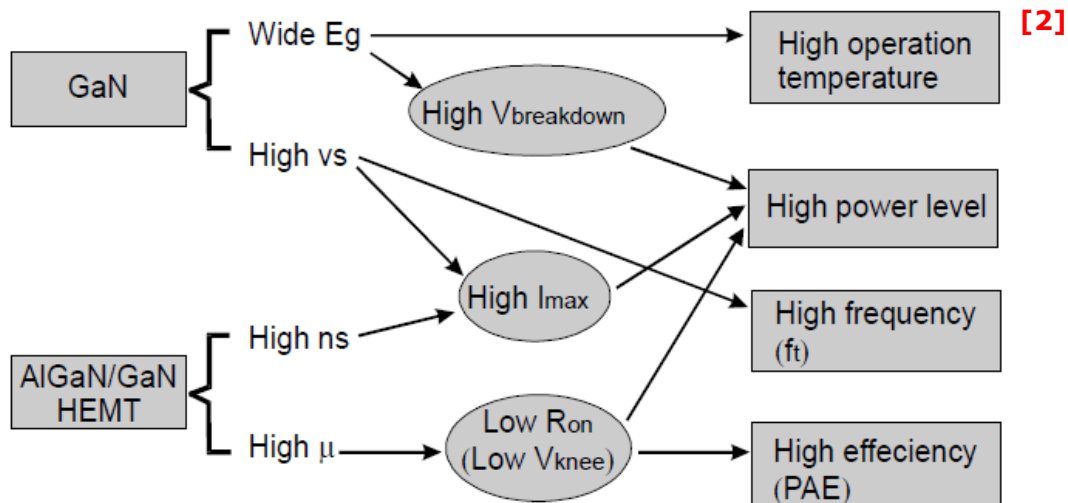 [2]
GaN
Wide Eg
High operation
temperature
High Vbreakdown
High vs
High power level
High Imax
High ns
High frequency
(ft)
AlGaN/GaN
HEMT
High μ
Low Ron
(Low Vknee)
High effeciency
(PAE)